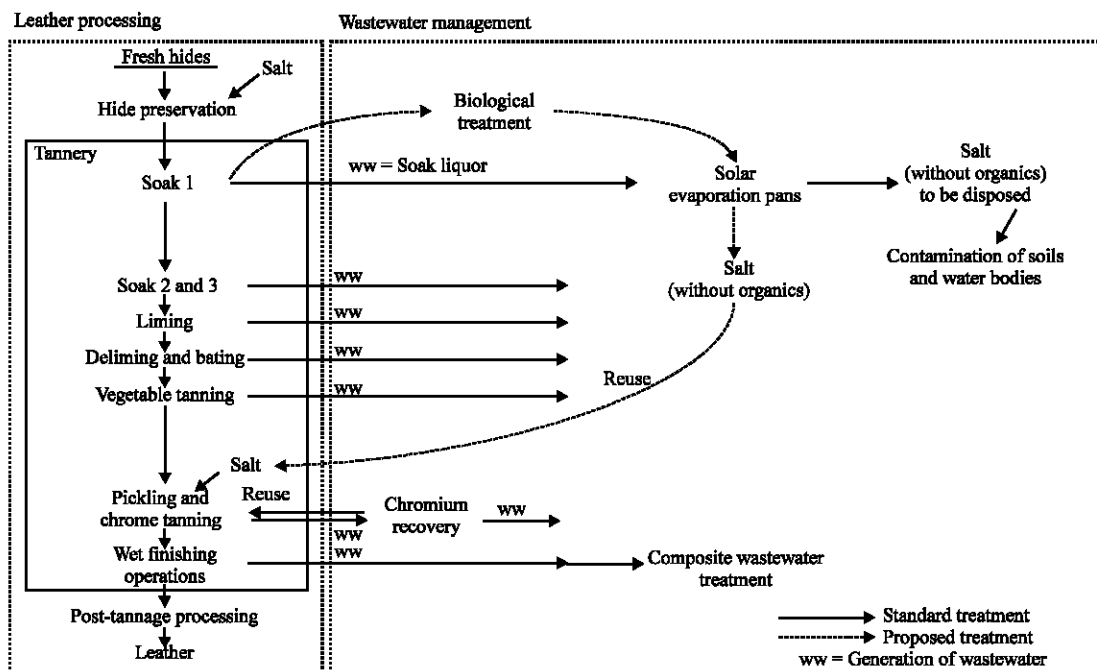 Leather processing
Wastewater management
Fresh hides
Salt
Hide preservation
Biological
treatment
Tannery
Soak 1
ww = Soak liquor
Solar
evaporation pans
Salt
(without organics)
to be disposed
Contamination of soils
and water bodies
Salt
(without organics)
Soak 2 and 3
ww
Liming
ww
Deliming and bating
ww
Vegetable tanning
ww
Reuse
Salt
Pickling and
chrome tanning
Reuse
ww
Chromium
recovery
ww
Wet finishing
operations
ww
Composite wastewater
treatment
Post-tannage processing
Leather
Standard treatment
Proposed treatment
ww = Generation of wastewater